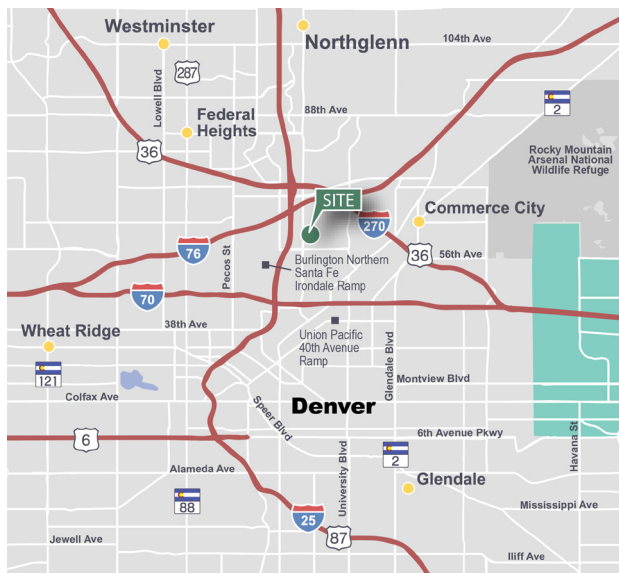 Westminster
Northglenn
104th Ave
Lowell Blvd
287
88th Ave
2
Federal
Heights
36
Rocky Mountain
Arsenal National
Wildlife Refuge
SITE
Commerce City
270
76
36
56th Ave
Pecos St
Burlington Northern
Santa Fe
Irondale Ramp
70
38th Ave
Wheat Ridge
Union Pacific
40th Avenue
Ramp
Glendale Blvd
121
Montview Blvd
Colfax Ave
Denver
Speer Blvd
6
6th Avenue Pkwy
Havana St
2
Alameda Ave
University Blvd
Glendale
88
Mississippi Ave
25
87
Jewell Ave
Iliff Ave